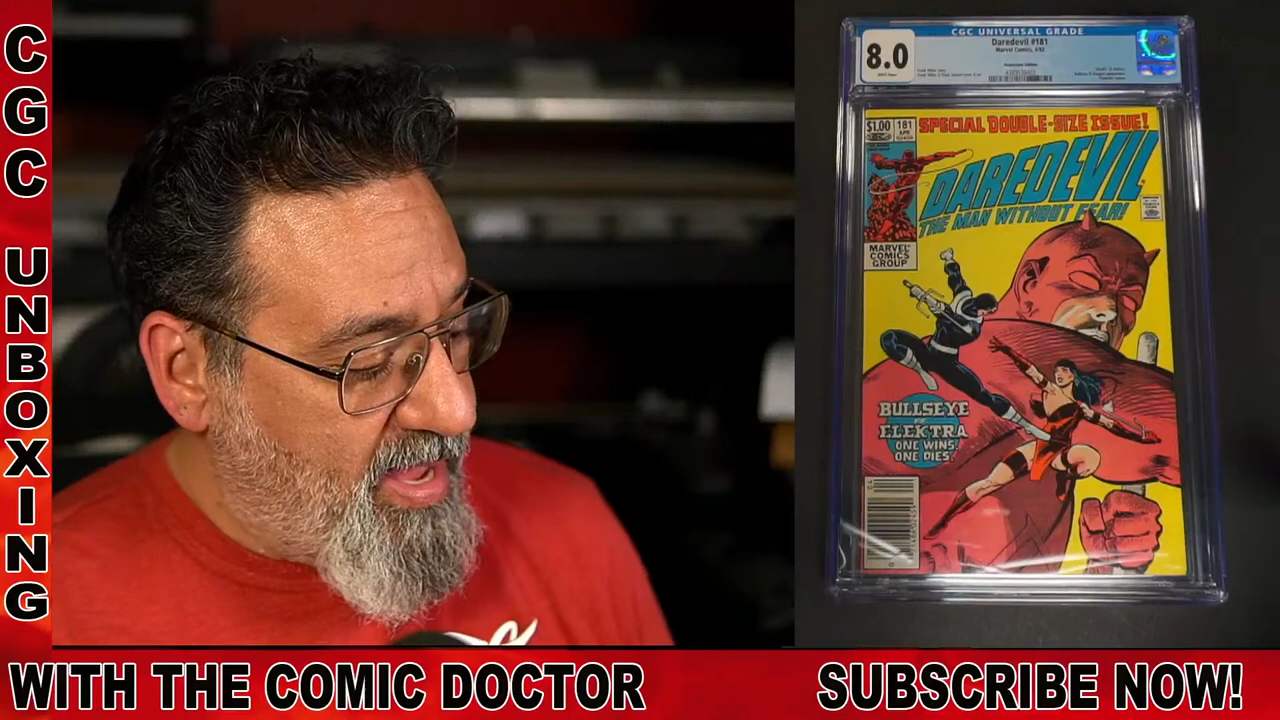 CGC UNBOXING
CGC UNIVERSAL GRADE
8.0
Daredevil #181
Marvel Comics, 4/82
Newsstand Edition
$1.00
181
APR
SPECIAL DOUBLE-SIZE ISSUE!
DAREDEVIL
THE MAN WITHOUT FEAR!
MARVEL
COMICS
GROUP
BULLSEYE
ELEKTRA
ONE WINS.
ONE DIES.
WITH THE COMIC DOCTOR
SUBSCRIBE NOW!